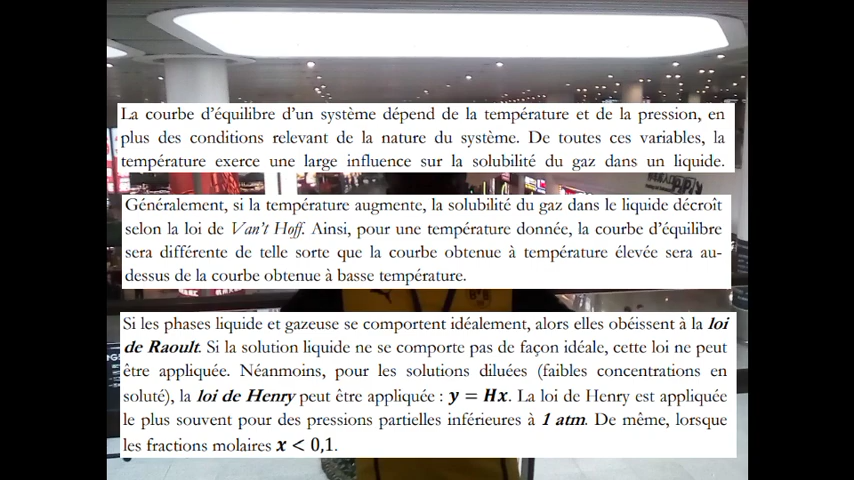 La courbe d'équilibre d'un système dépend de la température et de la pression, en
plus des conditions relevant de la nature du système. De toutes ces variables, la
température exerce une large influence sur la solubilité du gaz dans un liquide.
Généralement, si la température augmente, la solubilité du gaz dans le liquide décroît
selon la loi de Van't Hoff. Ainsi, pour une température donnée, la courbe d'équilibre
sera différente de telle sorte que la courbe obtenue à température élevée sera au-
dessus de la courbe obtenue à basse température.
Si les phases liquide et gazeuse se comportent idéalement, alors elles obéissent à la loi
de Raoult. Si la solution liquide ne se comporte pas de façon idéale, cette loi ne peut
être appliquée. Néanmoins, pour les solutions diluées (faibles concentrations en
soluté), la loi de Henry peut être appliquée : y = Hx. La loi de Henry est appliquée
le plus souvent pour des pressions partielles inférieures à 1 atm. De même, lorsque
les fractions molaires x < 0,1.